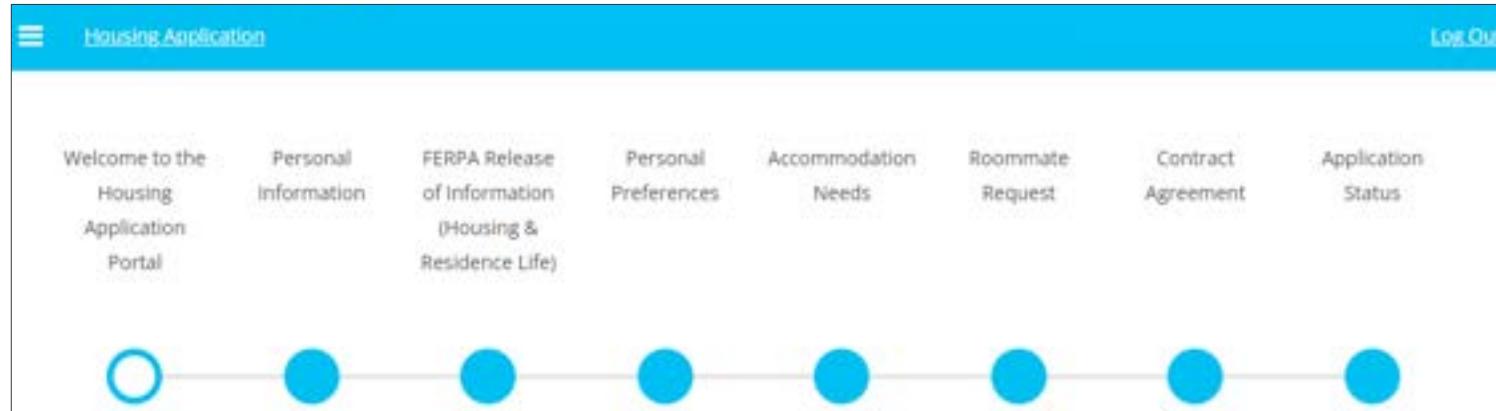 Housing Application
Log Out
Welcome to the
Housing
Application
Portal
Personal
Information
FERPA Release
of Information
(Housing &
Residence Life)
Personal
Preferences
Accommodation
Needs
Roommate
Request
Contract
Agreement
Application
Status